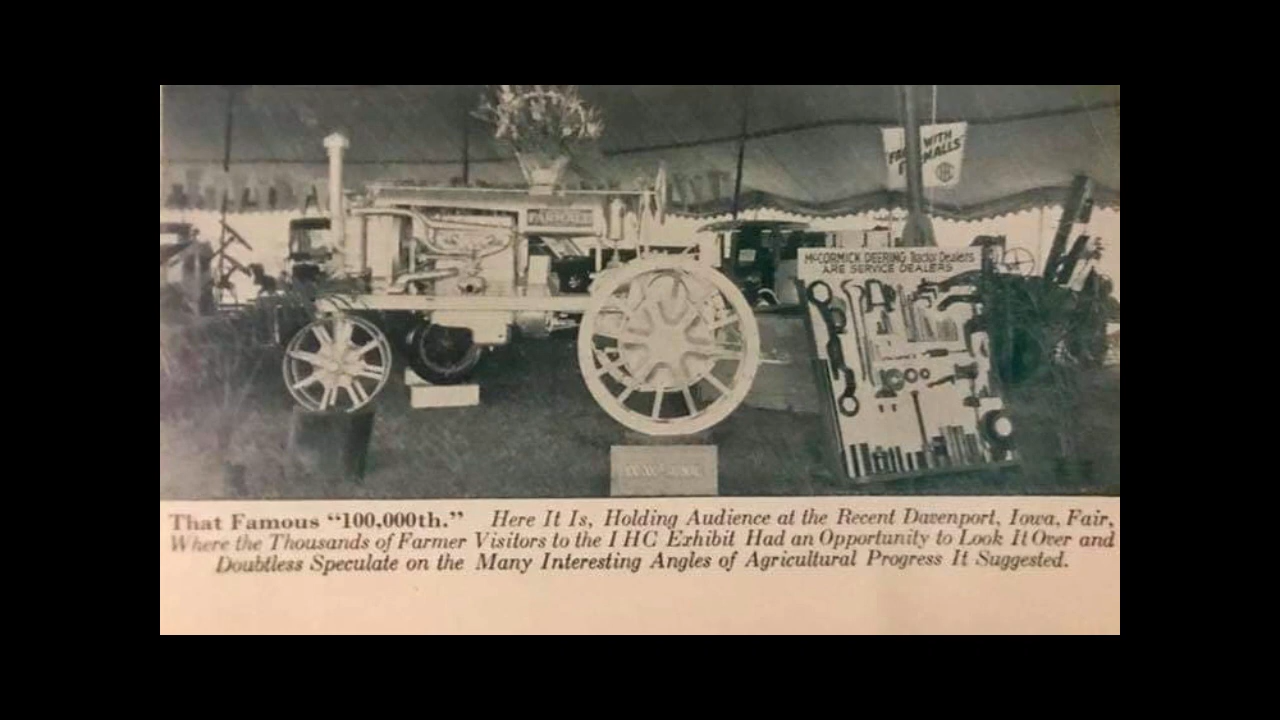 FARMALL
McCORMICK DEERING Tractor Dealers
ARE SERVICE DEALERS
That Famous “100,000th.” Here It Is, Holding Audience at the Recent Davenport, Iowa, Fair,
Where the Thousands of Farmer Visitors to the I H C Exhibit Had an Opportunity to Look It Over and
Doubtless Speculate on the Many Interesting Angles of Agricultural Progress It Suggested.